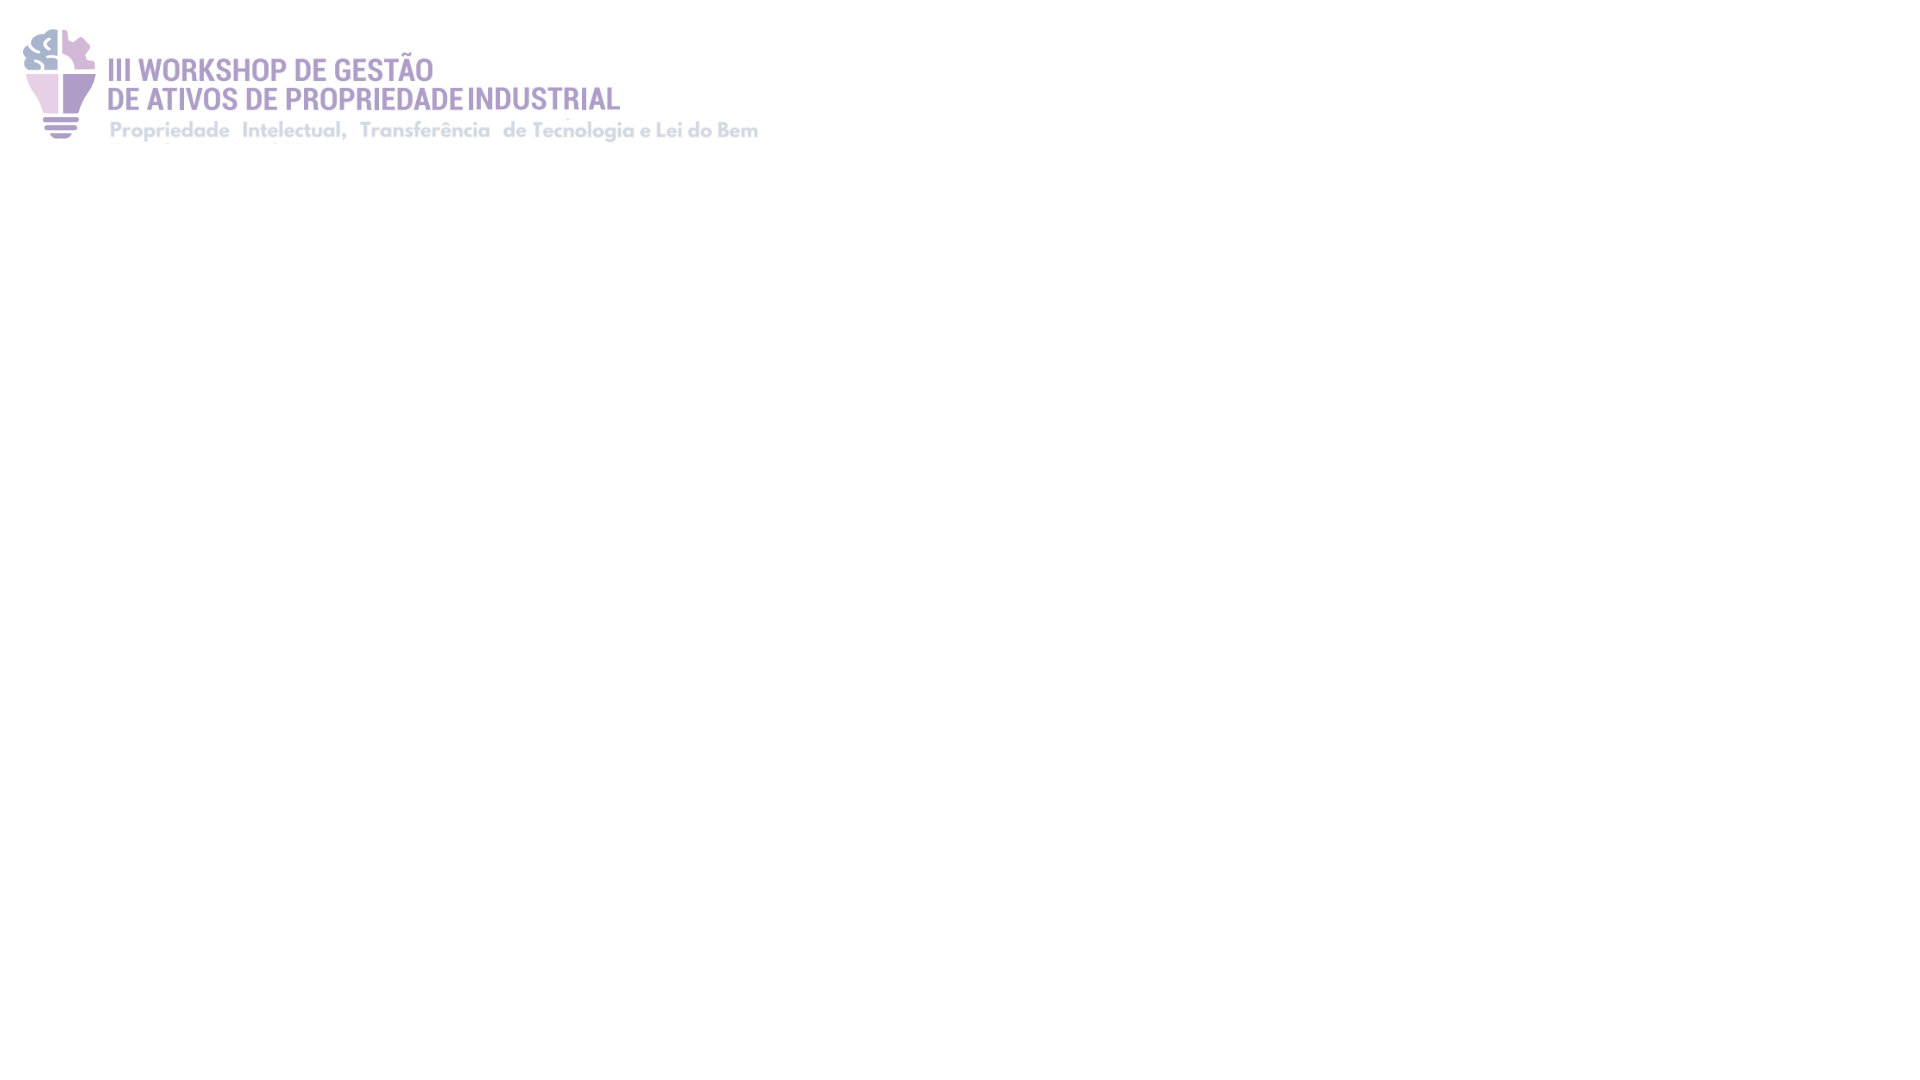 III WORKSHOP DE GESTÃO
DE ATIVOS DE PROPRIEDADE INDUSTRIAL
Propriedade Intelectual, Transferência de Tecnologia e Lei do Bem